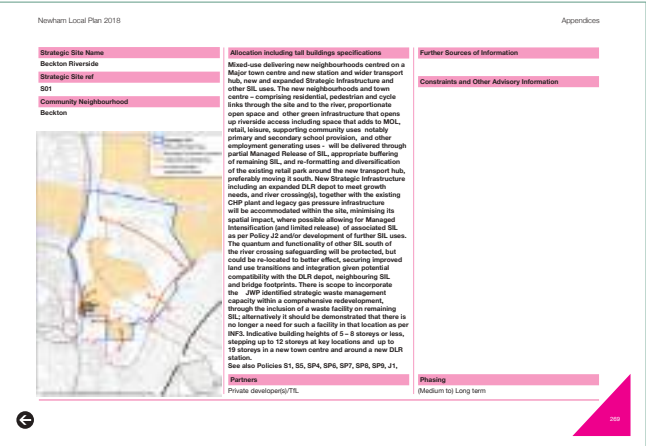 Newham Local Plan 2018
Appendices
Strategic Site Name
Beckton Riverside
Strategic Site ref
S01
Community Neighbourhood
Beckton
Allocation including tall buildings specifications
Mixed-use delivering new neighbourhoods centred on a
Major town centre and new station and wider transport
hub, new and expanded Strategic Infrastructure and
other SIL uses. The new neighbourhoods and town
centre – comprising residential, pedestrian and cycle
links through the site and to the river, proportionate
open space and other green infrastructure that opens
up riverside access including space that adds to MOL,
retail, leisure, supporting community uses notably
primary and secondary school provision, and other
employment generating uses - will be delivered through
partial Managed Release of SIL, appropriate buffering
of remaining SIL, and re-formatting and diversification
of the existing retail park around the new transport hub,
preferably moving it south. New Strategic Infrastructure
including an expanded DLR depot to meet growth
needs, and river crossing(s), together with the existing
CHP plant and legacy gas pressure infrastructure
will be accommodated within the site, minimising its
spatial impact, where possible allowing for Managed
Intensification (and limited release) of associated SIL
as per Policy J2 and/or development of further SIL uses.
The quantum and functionality of other SIL south of
the river crossing safeguarding will be protected, but
could be re-located to better effect, securing improved
land use transitions and integration given potential
compatibility with the DLR depot, neighbouring SIL
and bridge footprints. There is scope to incorporate
the JWP identified strategic waste management
capacity within a comprehensive redevelopment,
through the inclusion of a waste facility on remaining
SIL; alternatively it should be demonstrated that there is
no longer a need for such a facility in that location as per
INF3. Indicative building heights of 5 – 8 storeys or less,
stepping up to 12 storeys at key locations and up to
19 storeys in a new town centre and around a new DLR
station.
See also Policies S1, S5, SP4, SP6, SP7, SP8, SP9, J1,
Partners
Private developer(s)/TfL
Further Sources of Information
Constraints and Other Advisory Information
Phasing
(Medium to) Long term
269